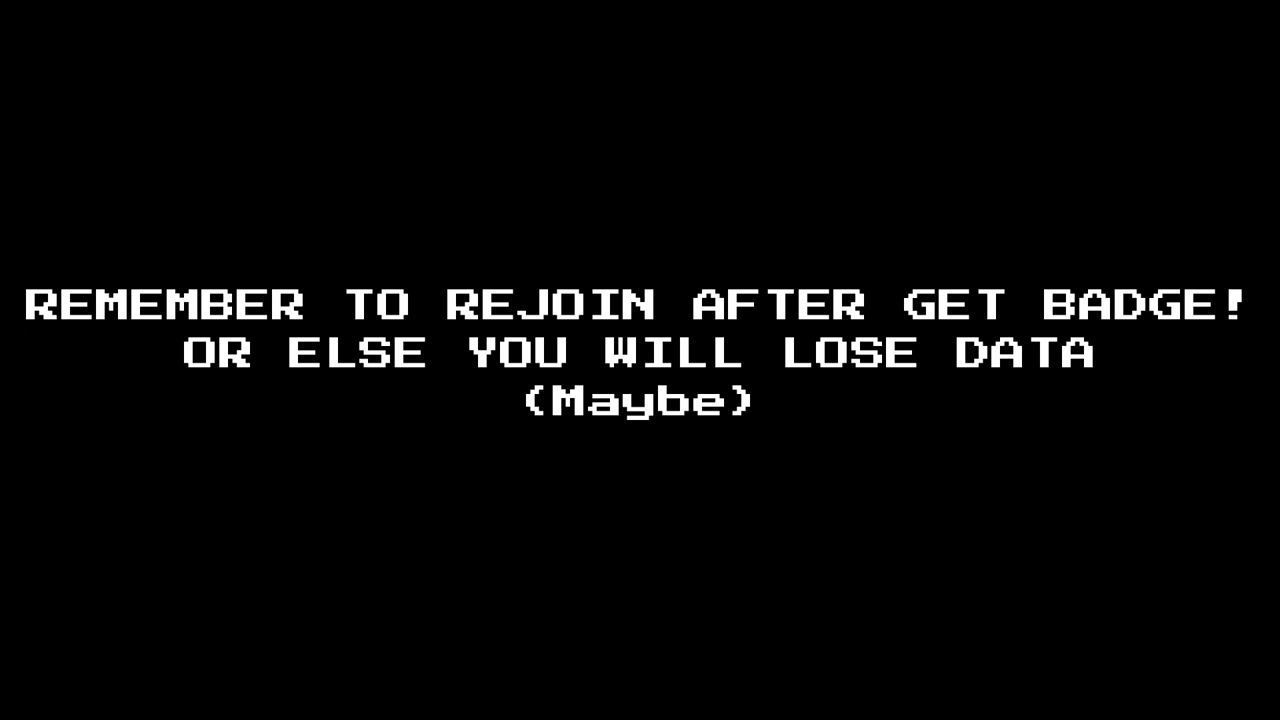 REMEMBER TO REJOIN AFTER GET BADGE!
OR ELSE YOU WILL LOSE DATA
(Maybe)